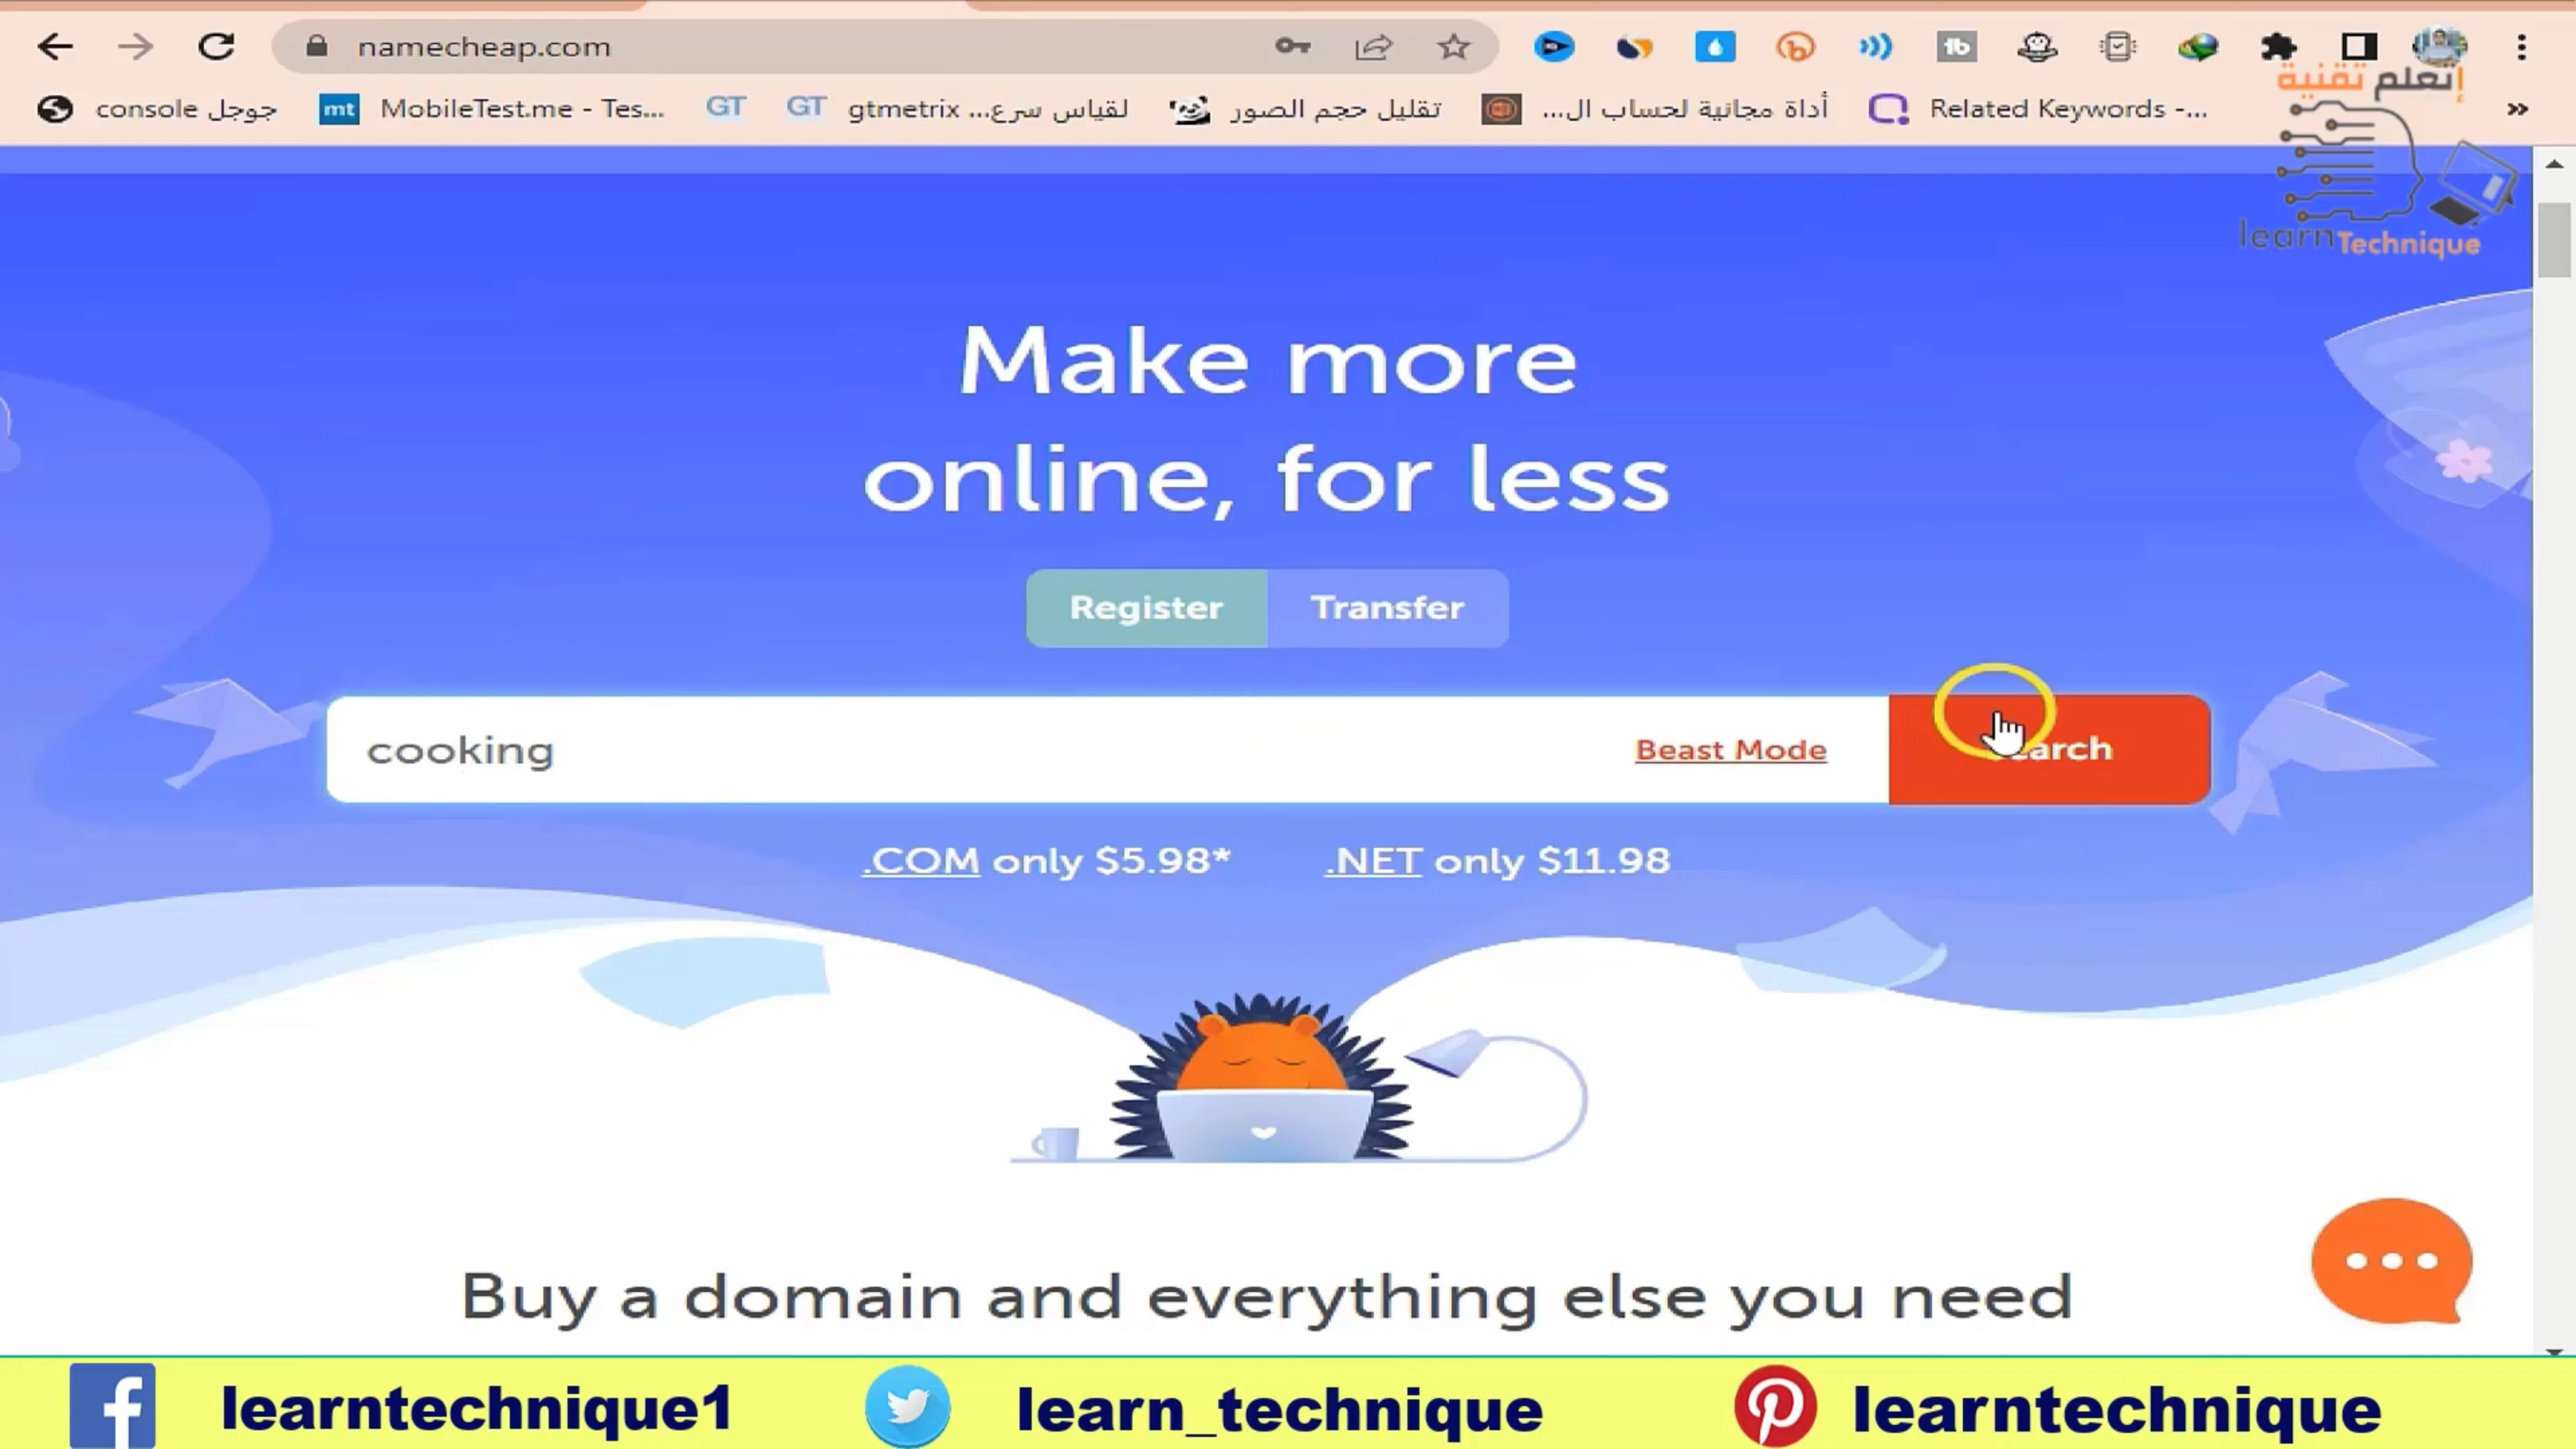 namecheap.com
console جوجل
mt MobileTest.me - Tes...
GT
GT gtmetrix لقياس سرع...
تقليل حجم الصور
أداة مجانية لحساب ال...
Related Keywords -...
إتعلم تقنية
learnTechnique
Make more
online, for less
Register Transfer
cooking Beast Mode
.COM only $5.98* .NET only $11.98
Buy a domain and everything else you need
learntechnique1 learn_technique learntechnique